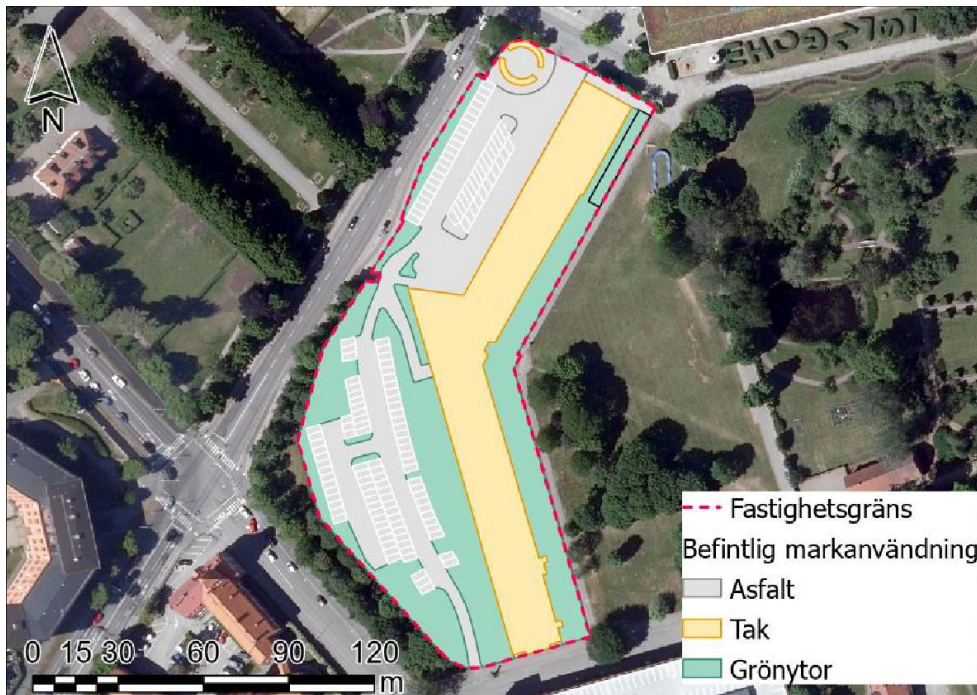 N
0 15 30 60 90 120
m
Fastighetsgräns
Befintlig markanvändning
Asfalt
Tak
Grönytor